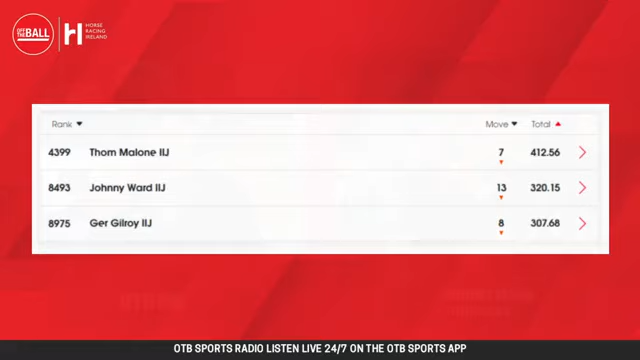 OFF THE BALL
HORSE RACING IRELAND
Rank Move Total
4399 Thom Malone IIJ 7 412.56
8493 Johnny Ward IIJ 13 320.15
8975 Ger Gilroy IIJ 8 307.68
OTB SPORTS RADIO LISTEN LIVE 24/7 ON THE OTB SPORTS APP